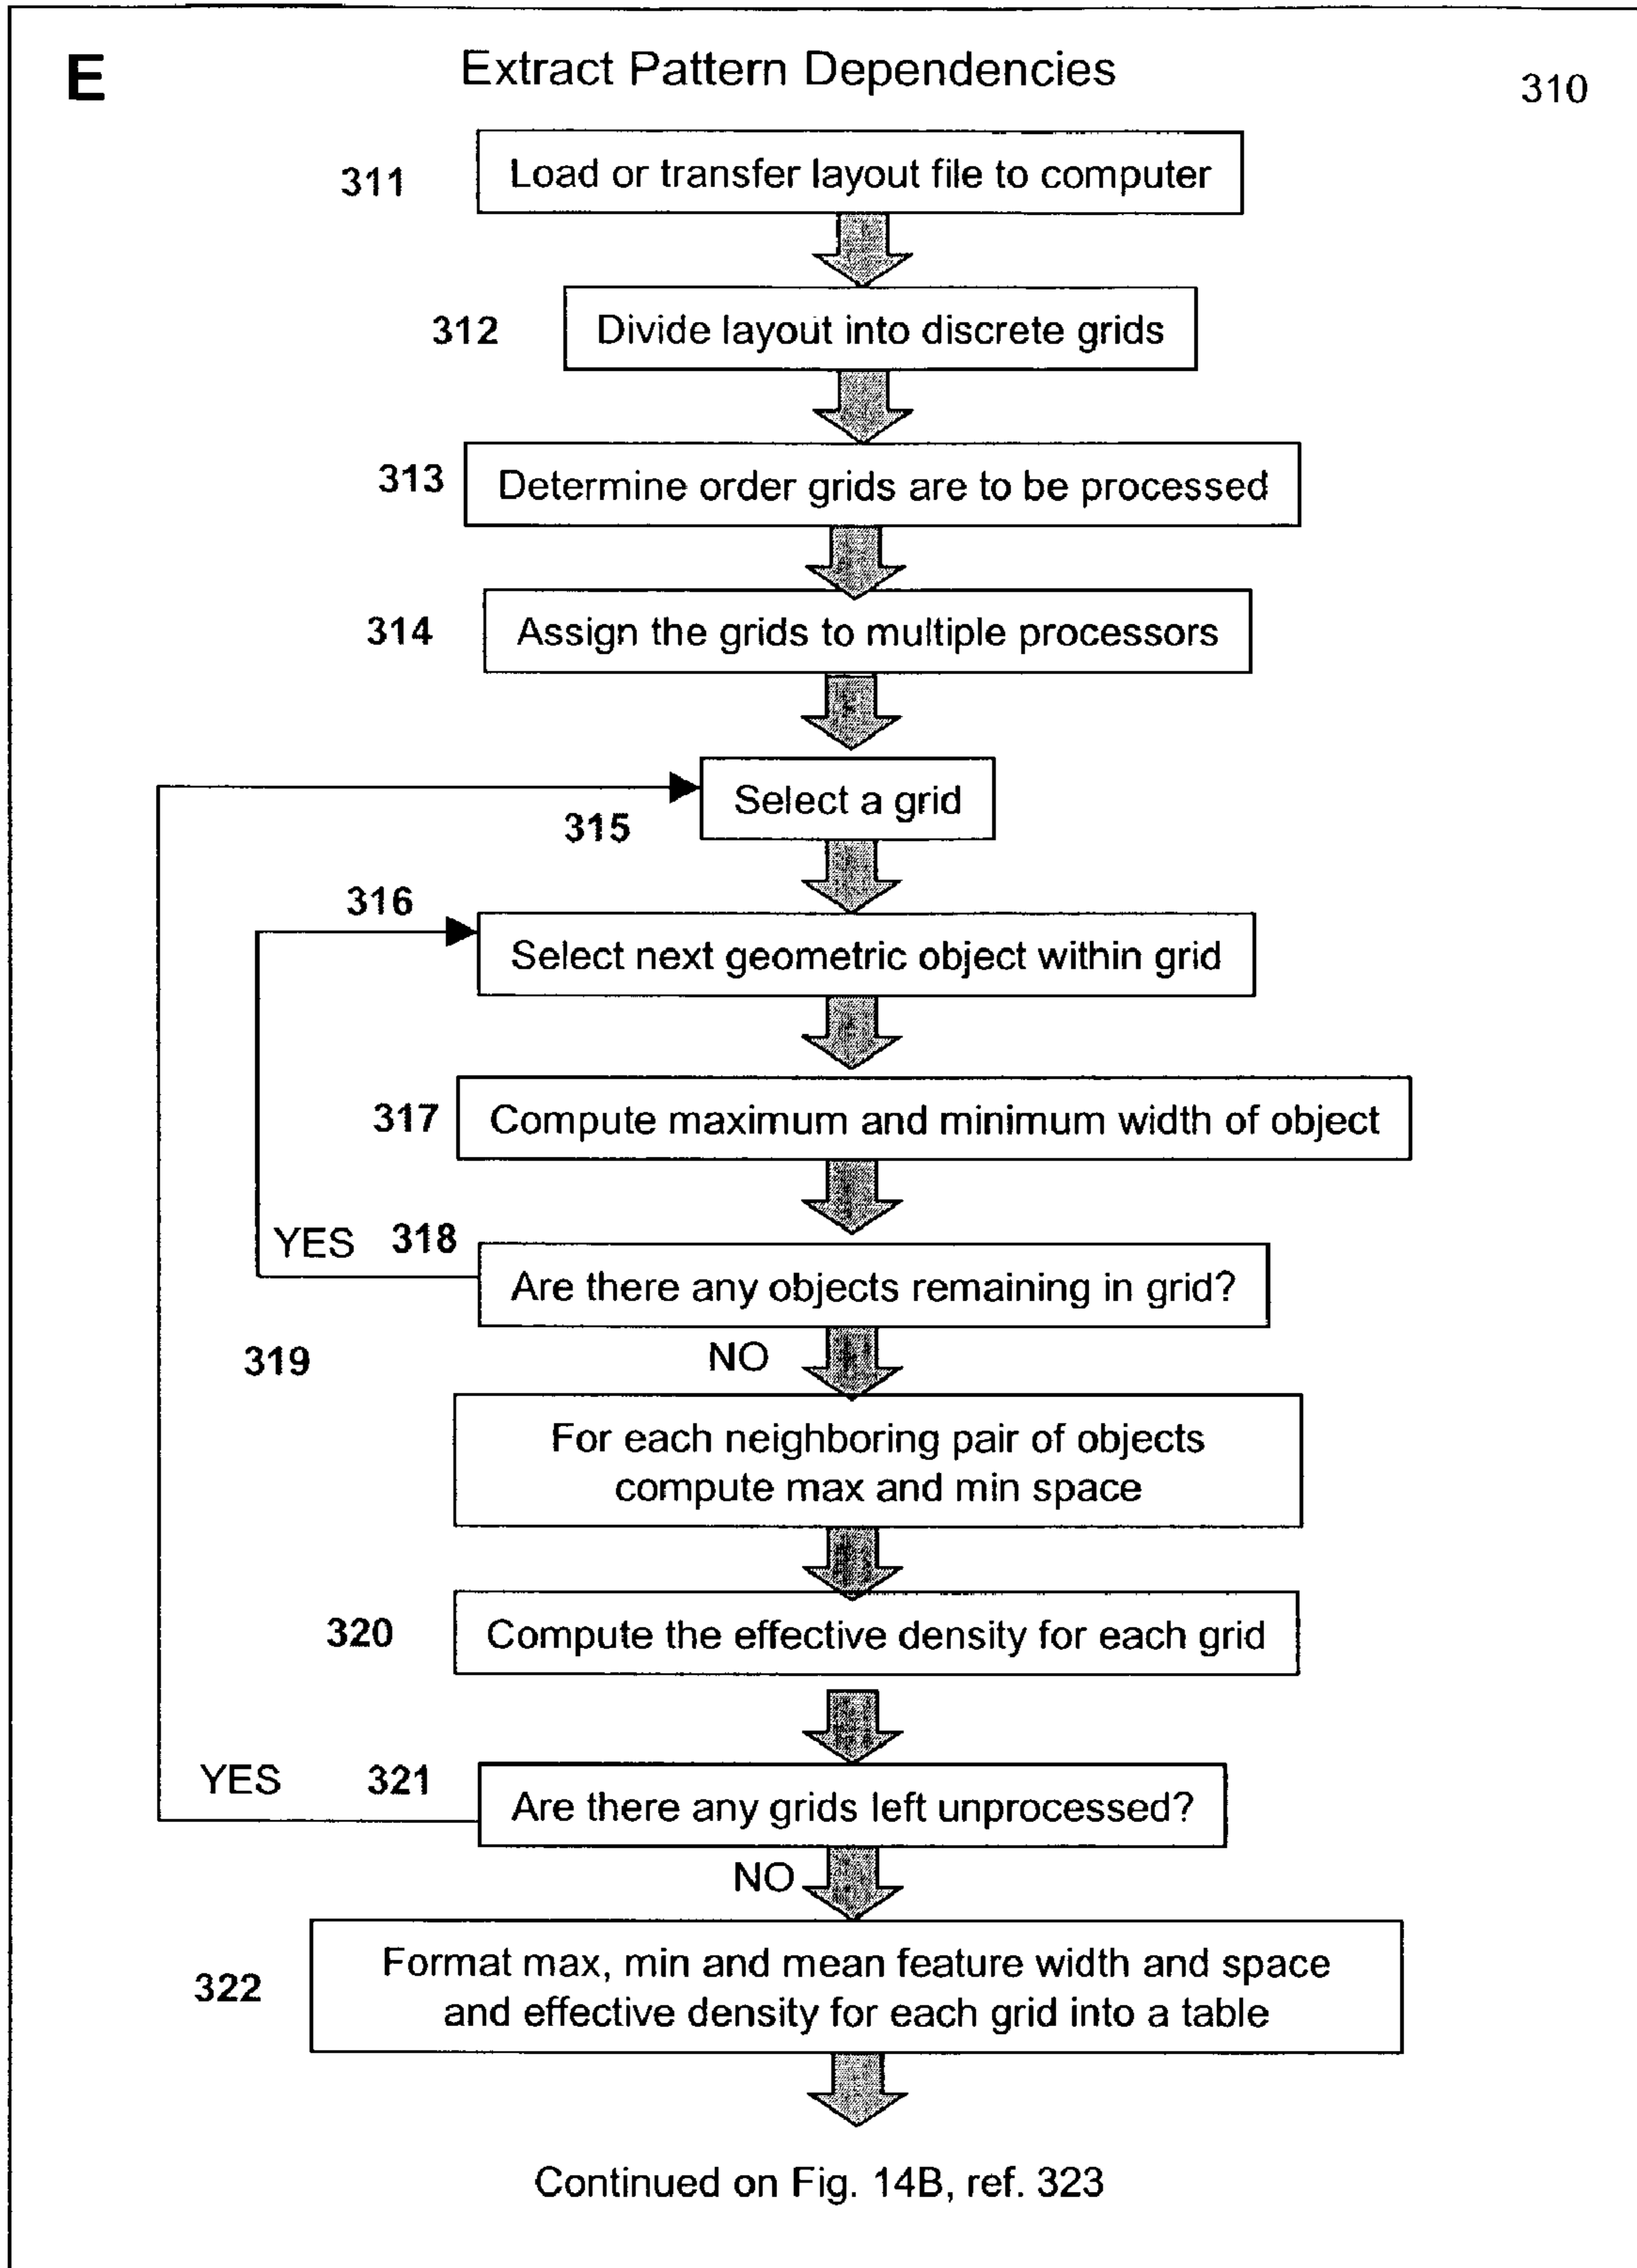 E
Extract Pattern Dependencies
310
311
Load or transfer layout file to computer
312
Divide layout into discrete grids
313
Determine order grids are to be processed
314
Assign the grids to multiple processors
Select a grid
315
316
Select next geometric object within grid
317
Compute maximum and minimum width of object
YES
318
Are there any objects remaining in grid?
319
NO
For each neighboring pair of objects
compute max and min space
320
Compute the effective density for each grid
YES
321
Are there any grids left unprocessed?
NO
322
Format max, min and mean feature width and space
and effective density for each grid into a table
Continued on Fig. 14B, ref. 323